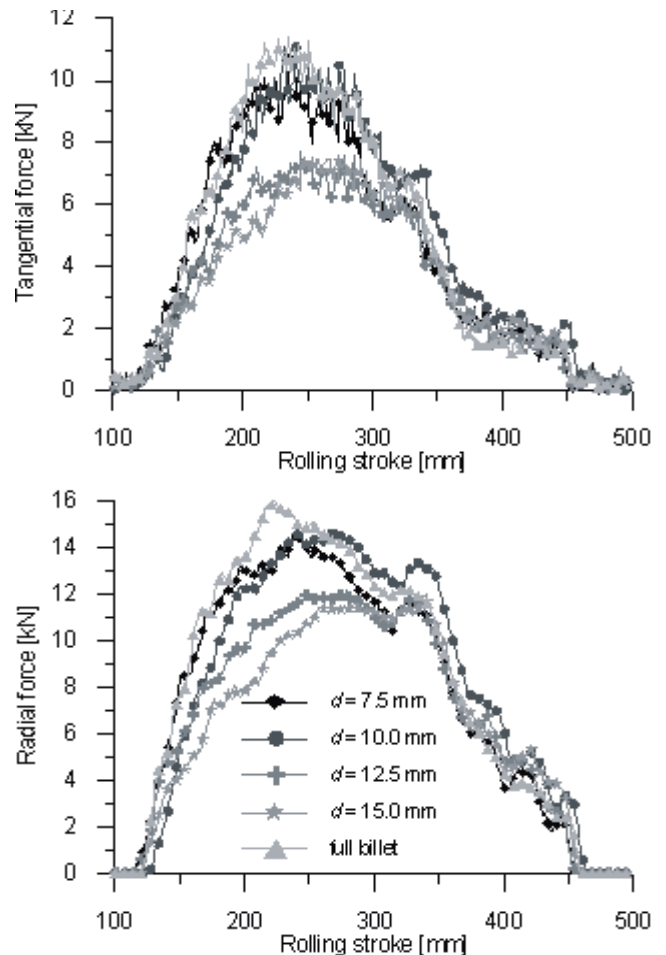 12
10
8
6
4
2
0
Tangential force [kN]
100 200 300 400 500
Rolling stroke [mm]
16
14
12
10
8
6
4
2
0
Radial force [kN]
d = 7.5 mm
d = 10.0 mm
d = 12.5 mm
d = 15.0 mm
full billet
100 200 300 400 500
Rolling stroke [mm]